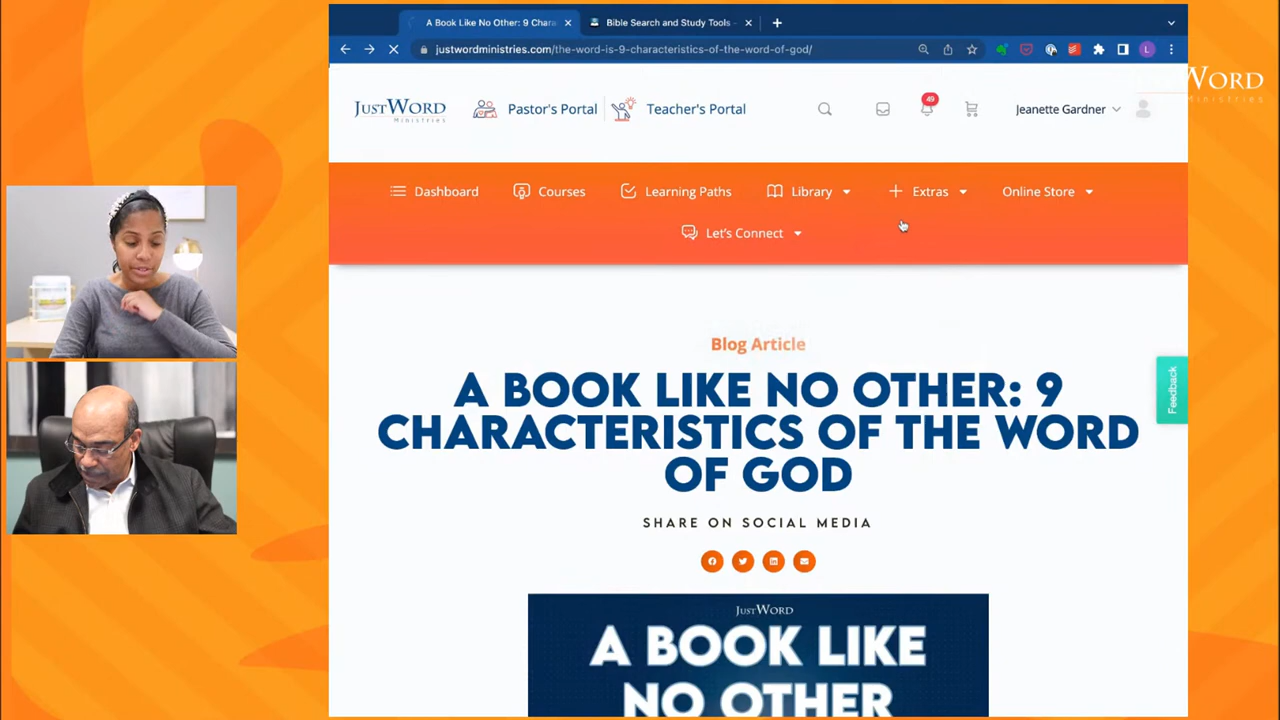 A Book Like No Other: 9 Chara
Bible Search and Study Tools -
justwordministries.com/the-word-is-9-characteristics-of-the-word-of-god/
L
JUSTWORD
Ministries
Pastor's Portal
Teacher's Portal
49
Jeanette Gardner
JUSTWORD
Ministries
Dashboard
Courses
Learning Paths
Library
Extras
Online Store
Let's Connect
Blog Article
A BOOK LIKE NO OTHER: 9
CHARACTERISTICS OF THE WORD
OF GOD
Feedback
SHARE ON SOCIAL MEDIA
JUSTWORD
A BOOK LIKE
NO OTHER